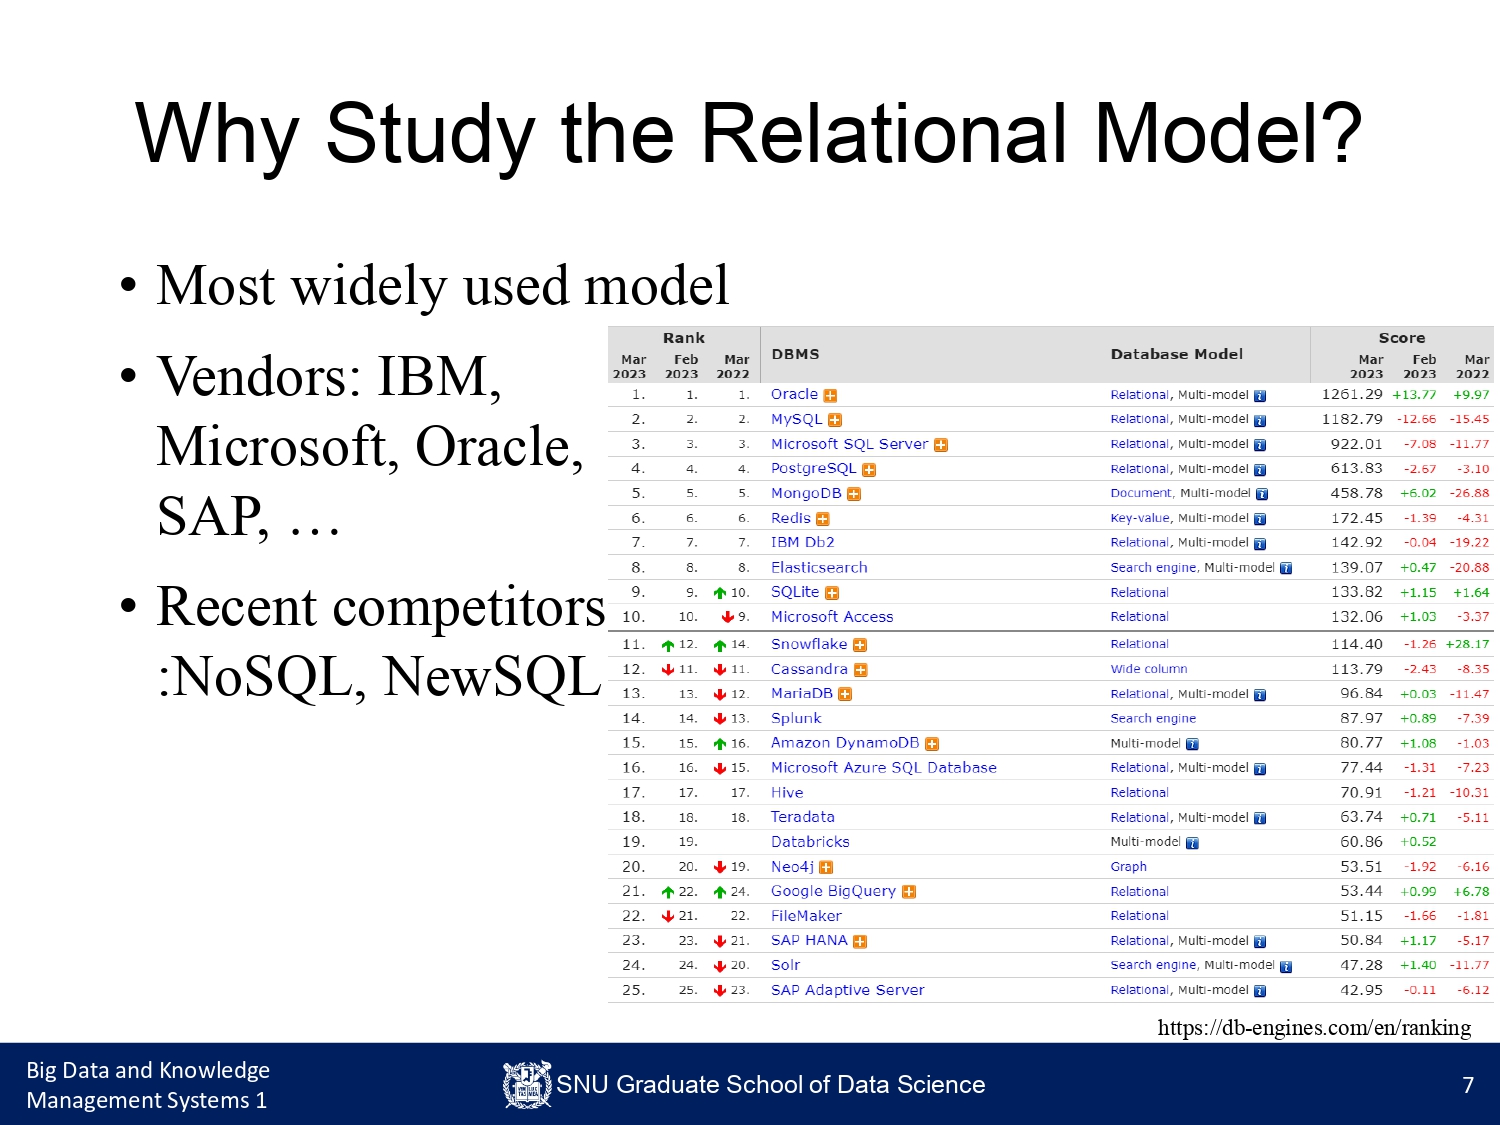 Why Study the Relational Model?
• Most widely used model
• Vendors: IBM,
Microsoft, Oracle,
SAP, …
• Recent competitors
:NoSQL, NewSQL
Rank DBMS Database Model Score
Mar 2023 Feb 2023 Mar 2022 Mar 2023 Feb 2023 Mar 2022
1. 1. 1. Oracle Relational, Multi-model 1261.29 +13.77 +9.97
2. 2. 2. MySQL Relational, Multi-model 1182.79 -12.66 -15.45
3. 3. 3. Microsoft SQL Server Relational, Multi-model 922.01 -7.08 -11.77
4. 4. 4. PostgreSQL Relational, Multi-model 613.83 -2.67 -3.10
5. 5. 5. MongoDB Document, Multi-model 458.78 +6.02 -26.88
6. 6. 6. Redis Key-value, Multi-model 172.45 -1.39 -4.31
7. 7. 7. IBM Db2 Relational, Multi-model 142.92 -0.04 -19.22
8. 8. 8. Elasticsearch Search engine, Multi-model 139.07 +0.47 -20.88
9. 9. 10. SQLite Relational 133.82 +1.15 +1.64
10. 10. 9. Microsoft Access Relational 132.06 +1.03 -3.37
11. 12. 14. Snowflake Relational 114.40 -1.26 +28.17
12. 11. 11. Cassandra Wide column 113.79 -2.43 -8.35
13. 13. 12. MariaDB Relational, Multi-model 96.84 +0.03 -11.47
14. 14. 13. Splunk Search engine 87.97 +0.89 -7.39
15. 15. 16. Amazon DynamoDB Multi-model 80.77 +1.08 -1.03
16. 16. 15. Microsoft Azure SQL Database Relational, Multi-model 77.44 -1.31 -7.23
17. 17. 17. Hive Relational 70.91 -1.21 -10.31
18. 18. 18. Teradata Relational, Multi-model 63.74 +0.71 -5.11
19. 19. Databricks Multi-model 60.86 +0.52
20. 20. 19. Neo4j Graph 53.51 -1.92 -6.16
21. 22. 24. Google BigQuery Relational 53.44 +0.99 +6.78
22. 21. 22. FileMaker Relational 51.15 -1.66 -1.81
23. 23. 21. SAP HANA Relational, Multi-model 50.84 +1.17 -5.17
24. 24. 20. Solr Search engine, Multi-model 47.28 +1.40 -11.77
25. 25. 23. SAP Adaptive Server Relational, Multi-model 42.95 -0.11 -6.12
https://db-engines.com/en/ranking
Big Data and Knowledge
Management Systems 1
SNU Graduate School of Data Science
7